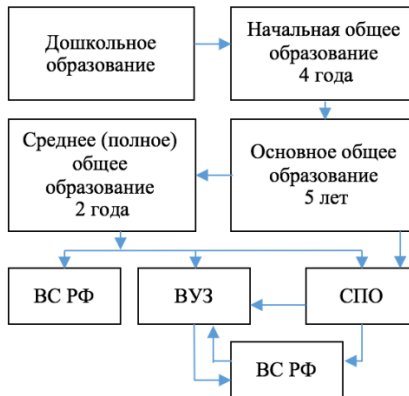 Дошкольное
образование
Начальная общее
образование
4 года
Среднее (полное)
общее
образование
2 года
Основное общее
образование
5 лет
ВС РФ
ВУЗ
СПО
ВС РФ